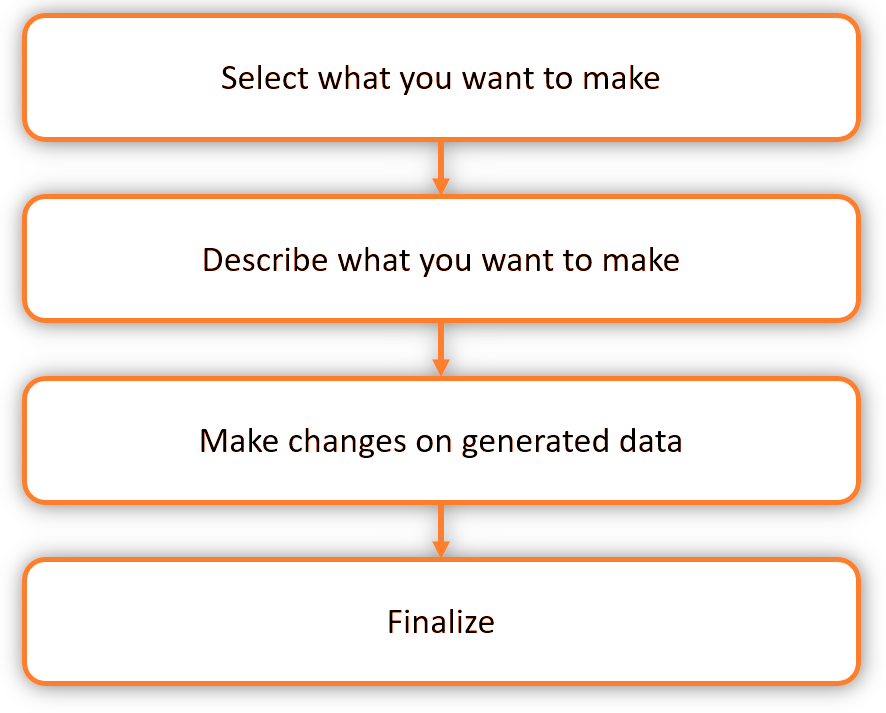 Select what you want to make
Describe what you want to make
Make changes on generated data
Finalize